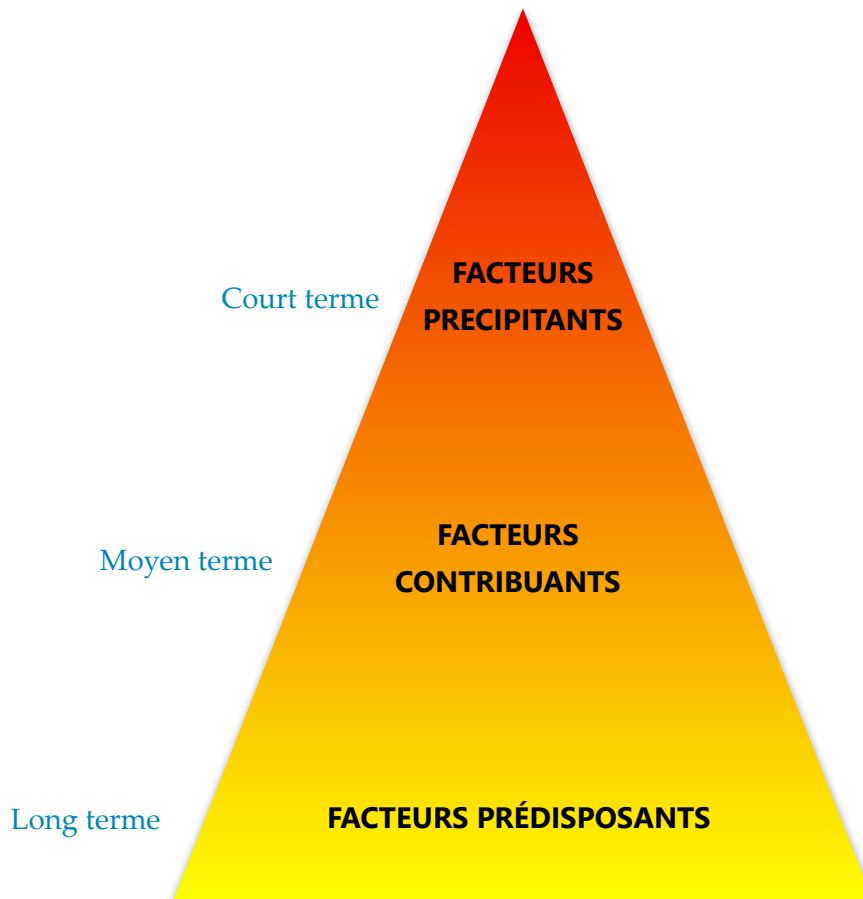 FACTEURS
PRECIPITANTS
Court terme
FACTEURS
CONTRIBUANTS
Moyen terme
FACTEURS PRÉDISPOSANTS
Long terme